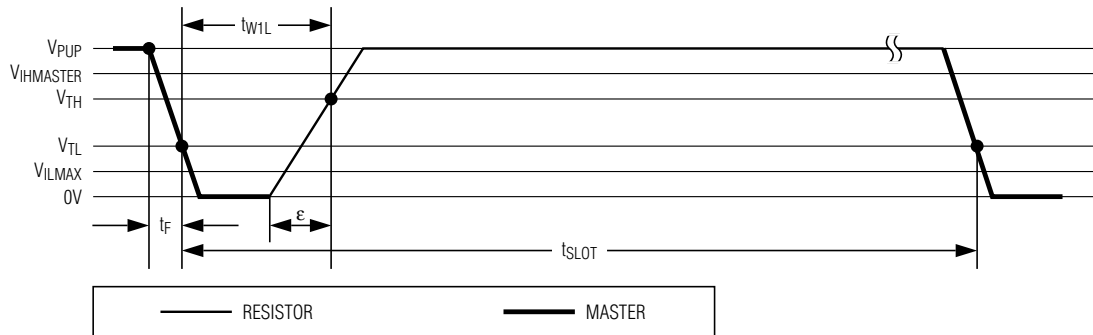 tW1L
VPUP
VIHMASTER
VTH
VTL
VILMAX
0V
tF
ε
tSLOT
RESISTOR MASTER